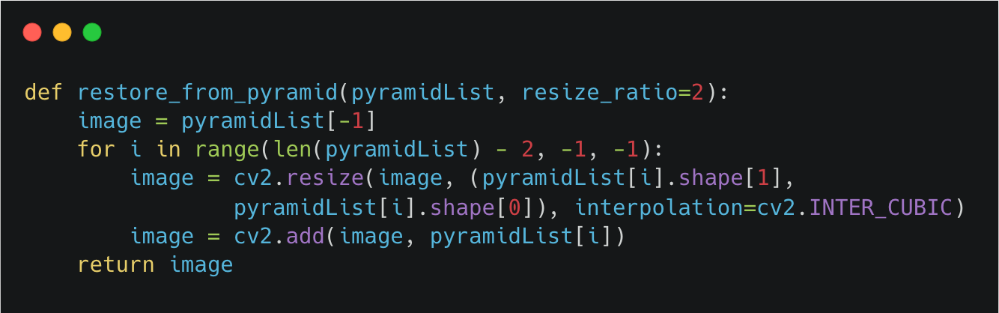 def restore_from_pyramid(pyramidList, resize_ratio=2):
    image = pyramidList[-1]
    for i in range(len(pyramidList) - 2, -1, -1):
        image = cv2.resize(image, (pyramidList[i].shape[1],
                pyramidList[i].shape[0]), interpolation=cv2.INTER_CUBIC)
        image = cv2.add(image, pyramidList[i])
    return image